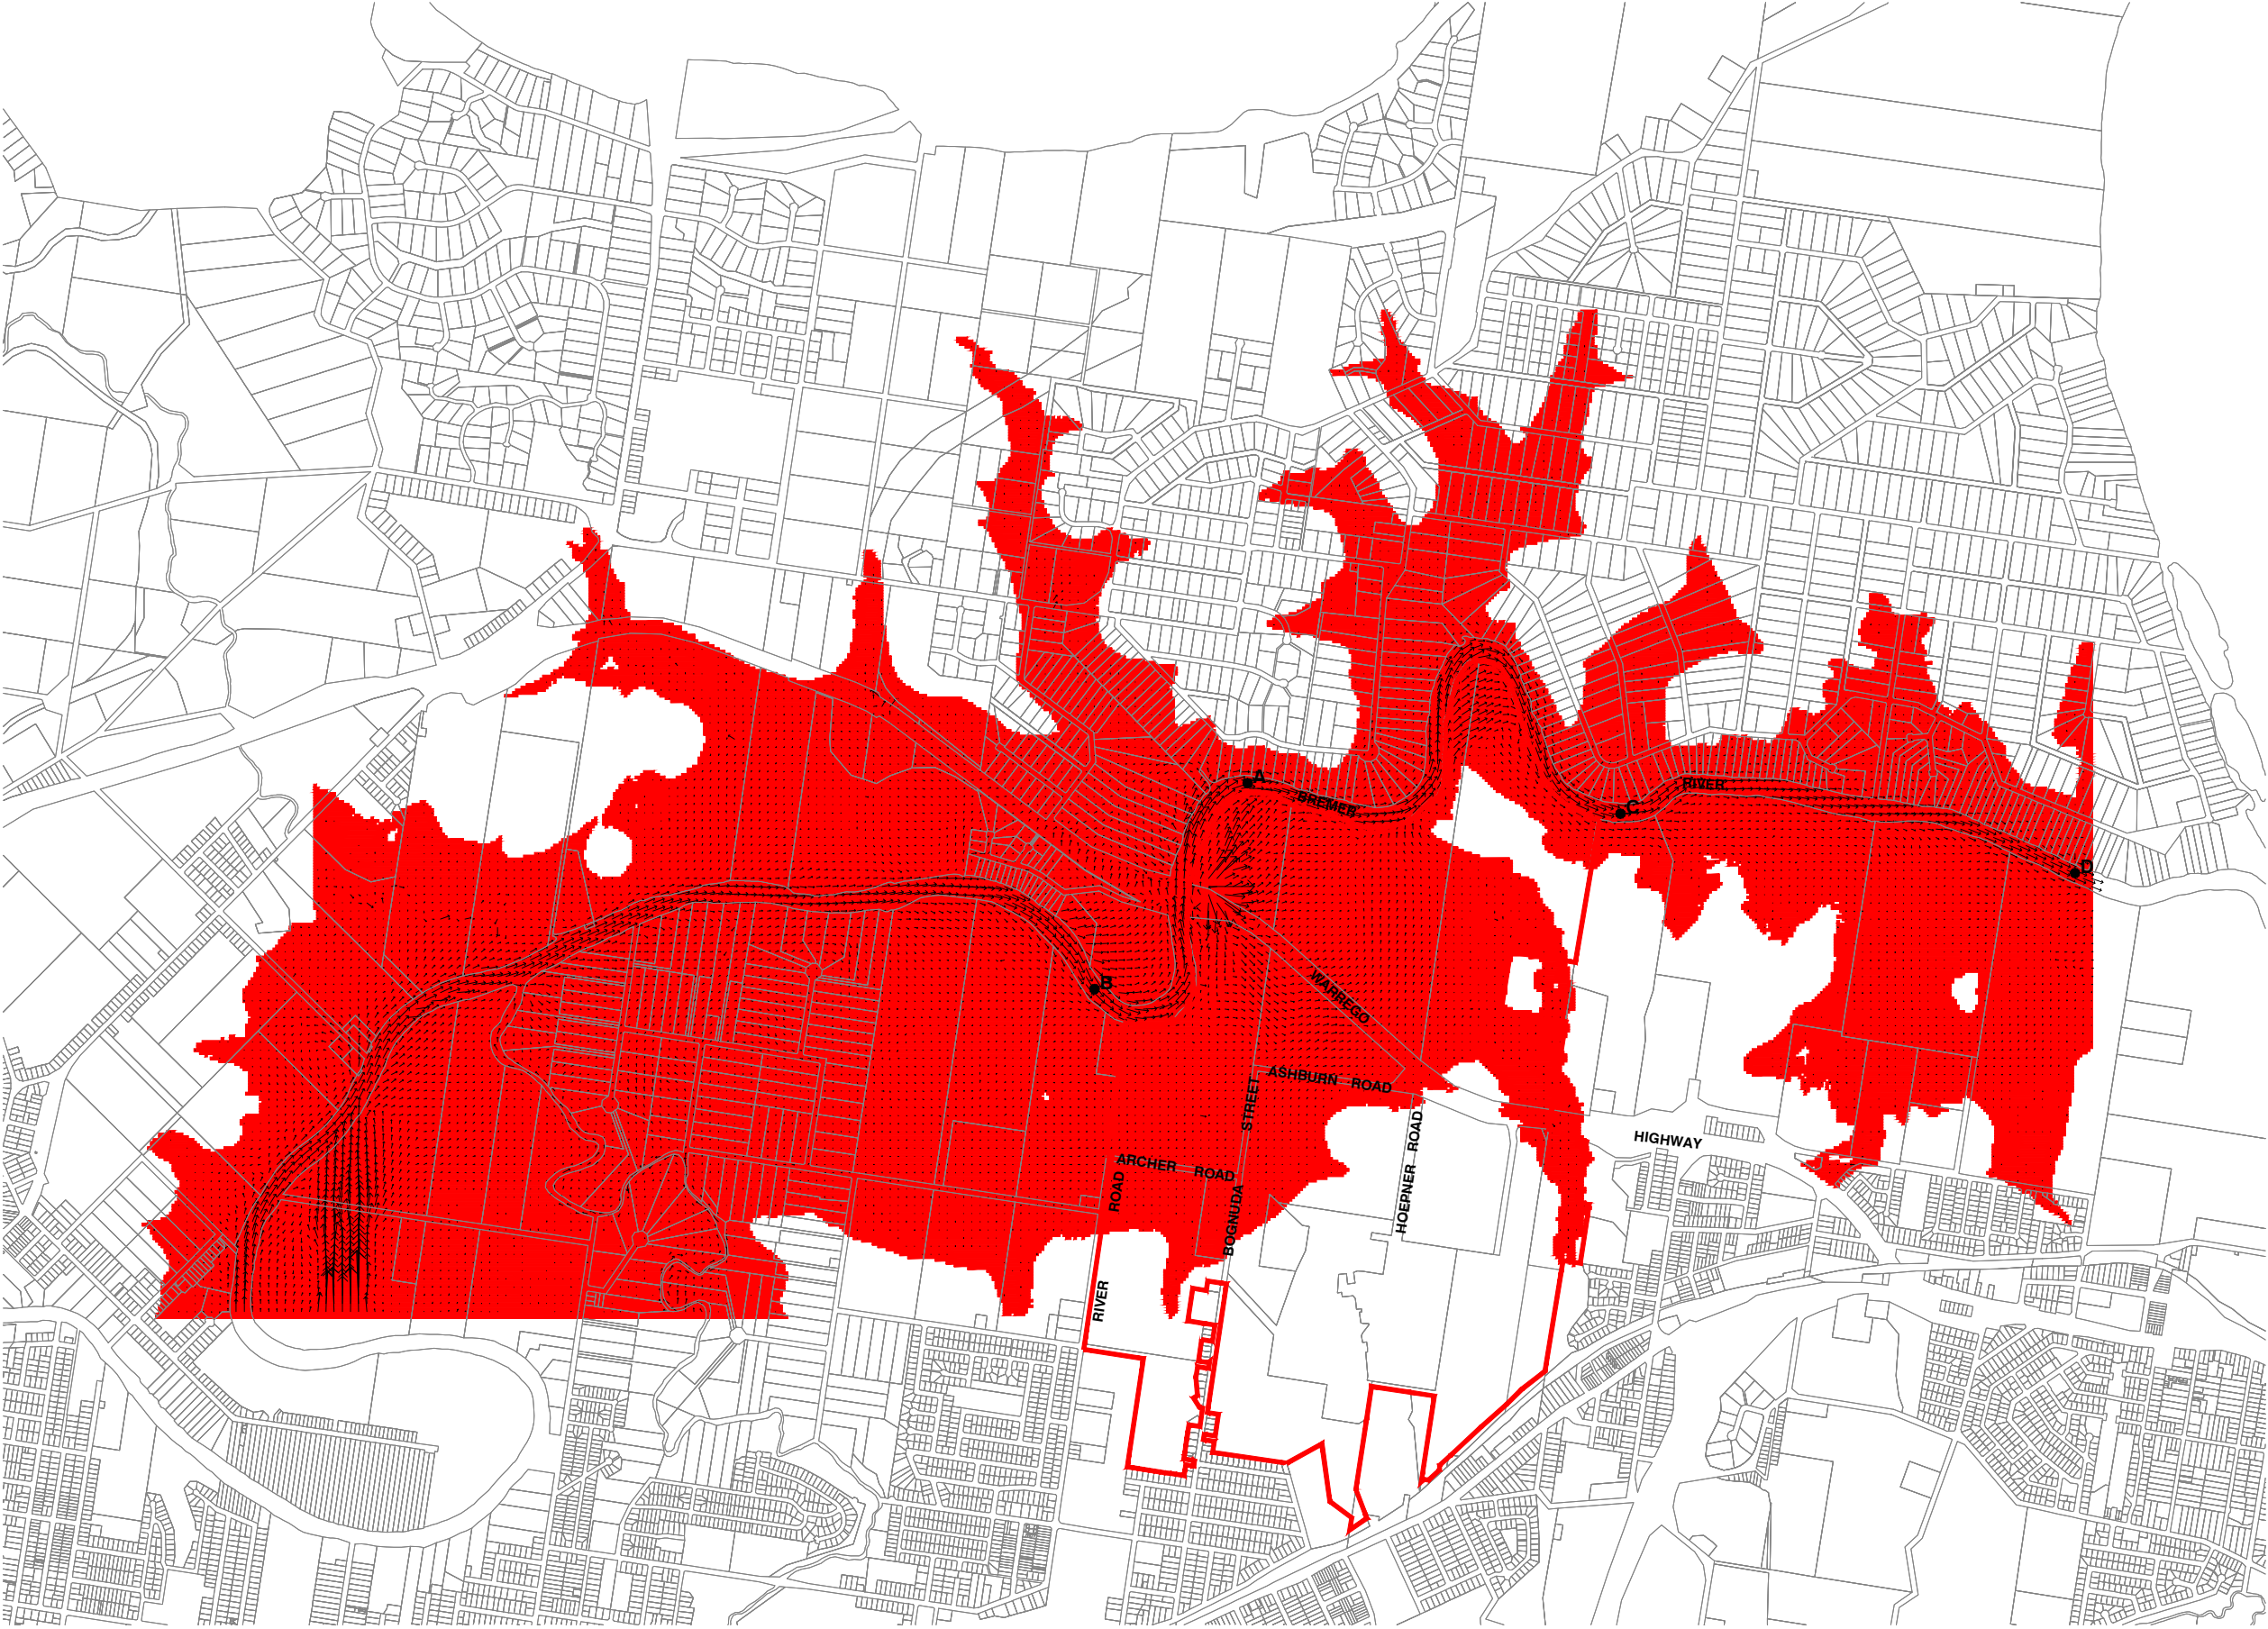 A
BREMER
RIVER
C
D
B
WARREGO
ASHBURN ROAD
STREET
HIGHWAY
HOEPNER ROAD
ARCHER ROAD
ROAD
BOGNUDA
RIVER